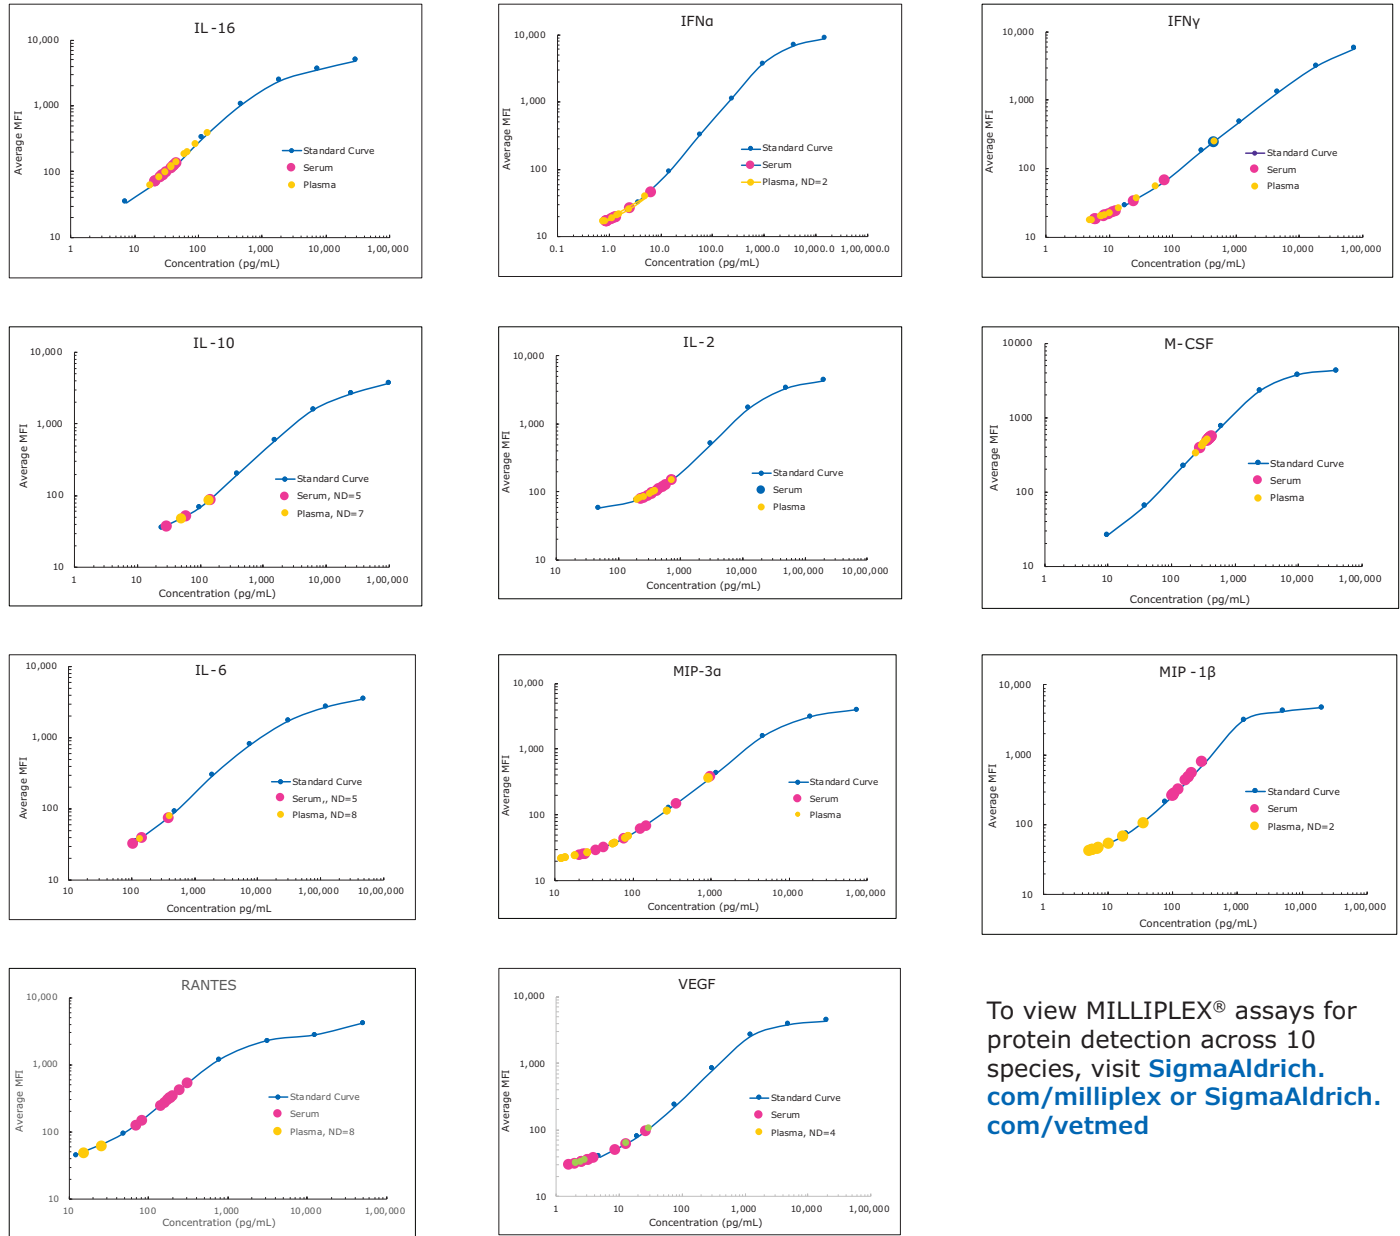 IL-16
10,000
1,000
100
10
1 10 100 1,000 10,000 1,00,000
Average MFI
Concentration (pg/mL)
Standard Curve
Serum
Plasma
IFNα
10,000
1,000
100
10
0.1 1.0 10.0 100.0 1,000.0 10,000.0 1,00,000.0
Average MFI
Concentration (pg/mL)
Standard Curve
Serum
Plasma, ND=2
IFNγ
10,000
1,000
100
10
1 10 100 1,000 10,000 1,00,000
Average MFI
Concentration (pg/mL)
Standard Curve
Serum
Plasma
IL-10
10,000
1,000
100
10
1 10 100 1,000 10,000 1,00,000
Average MFI
Concentration (pg/mL)
Standard Curve
Serum, ND=5
Plasma, ND=7
IL-2
10,000
1,000
100
10
10 100 1,000 10,000 1,00,000 10,00,000
Average MFI
Concentration (pg/mL)
Standard Curve
Serum
Plasma
M-CSF
10000
1000
100
10
1 10 100 1,000 10,000 1,00,000
Average MFI
Concentration (pg/mL)
Standard Curve
Serum
Plasma
IL-6
10,000
1,000
100
10
10 100 1,000 10,000 1,00,000 10,00,000
Average MFI
Concentration pg/mL
Standard Curve
Serum,, ND=5
Plasma, ND=8
MIP-3α
10,000
1,000
100
10
10 100 1,000 10,000 1,00,000
Average MFI
Concentration (pg/mL)
Standard Curve
Serum
Plasma
MIP -1β
10,000
1,000
100
10
1 10 100 1,000 10,000 1,00,000
Average MFI
Concentration (pg/mL)
Standard Curve
Serum
Plasma, ND=2
RANTES
10,000
1,000
100
10
10 100 1,000 10,000 1,00,000
Average MFI
Concentration (pg/mL)
Standard Curve
Serum
Plasma, ND=8
VEGF
10,000
1,000
100
10
1 10 100 1,000 10,000 1,00,000
Average MFI
Concentration (pg/mL)
Standard Curve
Serum
Plasma, ND=4
To view MILLIPLEX® assays for
protein detection across 10
species, visit SigmaAldrich.
com/milliplex or SigmaAldrich.
com/vetmed